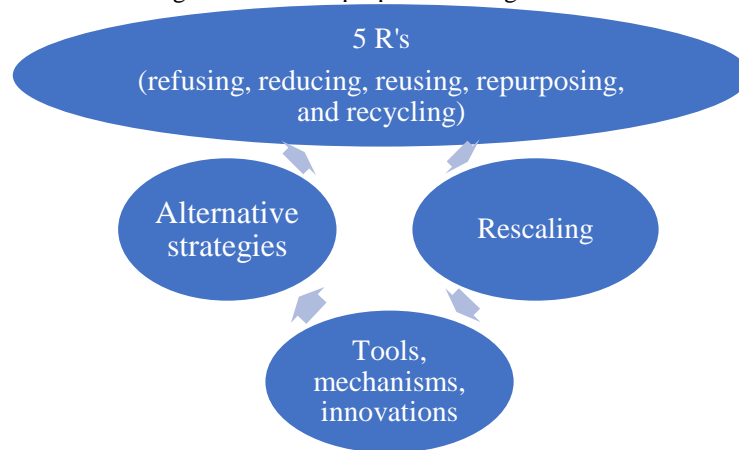 5 R's
(refusing, reducing, reusing, repurposing,
and recycling)
Alternative
strategies
Rescaling
Tools,
mechanisms,
innovations